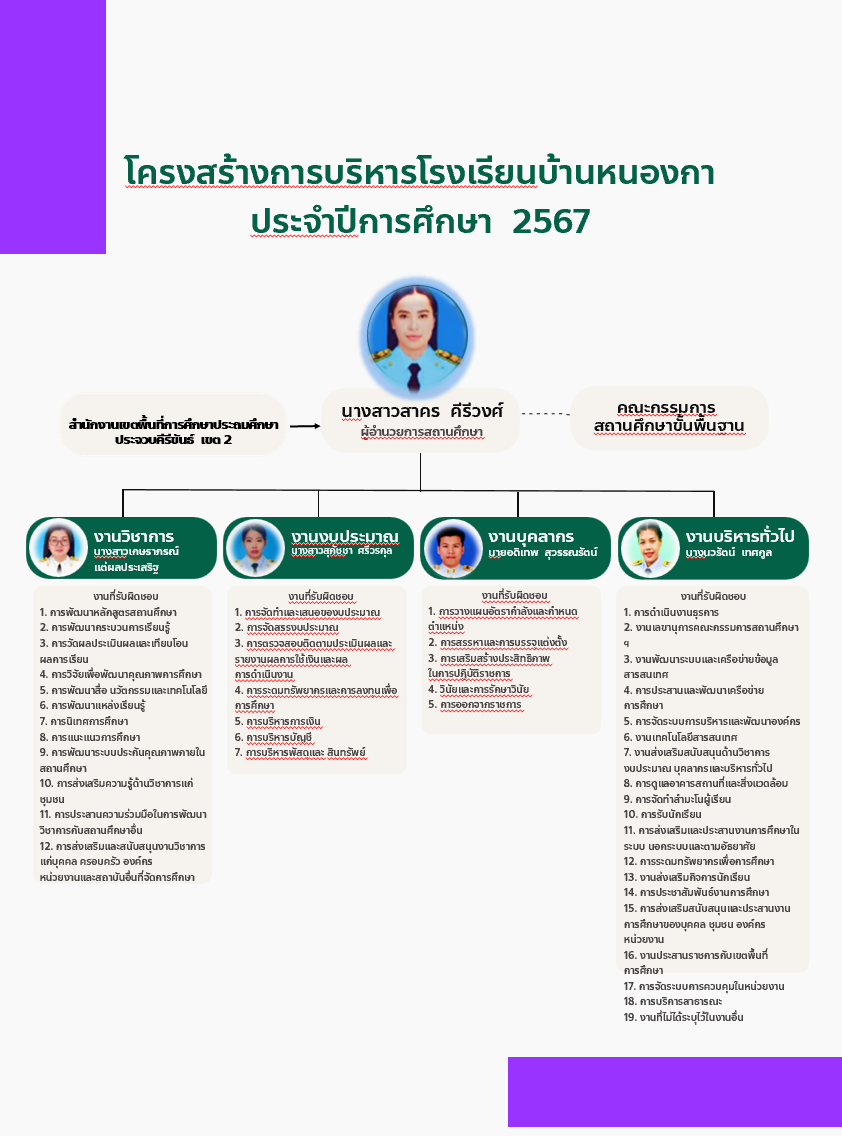 โครงสร้างการบริหารโรงเรียนบ้านหนองกา
ประจำปีการศึกษา 2567
สำนักงานเขตพื้นที่การศึกษาประถมศึกษา
ประจวบคีรีขันธ์ เขต 2
นางสาวสาคร คีรีวงศ์
ผู้อำนวยการสถานศึกษา
คณะกรรมการ
สถานศึกษาขั้นพื้นฐาน
งานวิชาการ
นางสาวเกษราภรณ์
แต่ผลประเสริฐ
งานที่รับผิดชอบ
1. การพัฒนาหลักสูตรสถานศึกษา
2. การพัฒนากระบวนการเรียนรู้
3. การวัดผลประเมินผลและเทียบโอน
ผลการเรียน
4. การวิจัยเพื่อพัฒนาคุณภาพการศึกษา
5. การพัฒนาสื่อ นวัตกรรมและเทคโนโลยี
6. การพัฒนาแหล่งเรียนรู้
7. การนิเทศการศึกษา
8. การแนะแนวการศึกษา
9. การพัฒนาระบบประกันคุณภาพภายใน
สถานศึกษา
10. การส่งเสริมความรู้ด้านวิชาการแก่
ชุมชน
11. การประสานความร่วมมือในการพัฒนา
วิชาการกับสถานศึกษาอื่น
12. การส่งเสริมและสนับสนุนงานวิชาการ
แก่บุคคล ครอบครัว องค์กร
หน่วยงานและสถาบันอื่นที่จัดการศึกษา
งานงบประมาณ
นางสาวสุภัชชา ศรีวรกุล
งานที่รับผิดชอบ
1. การจัดทำและเสนอของบประมาณ
2. การจัดสรรงบประมาณ
3. การตรวจสอบติดตามประเมินผลและ
รายงานผลการใช้เงินและผล
การดำเนินงาน
4. การระดมทรัพยากรและการลงทุนเพื่อ
การศึกษา
5. การบริหารการเงิน
6. การบริหารบัญชี
7. การบริหารพัสดุและ สินทรัพย์
งานบุคลากร
นายอดิเทพ สุวรรณรัตน์
งานที่รับผิดชอบ
1. การวางแผนอัตรากำลังและกำหนด
ตำแหน่ง
2. การสรรหาและการบรรจุแต่งตั้ง
3. การเสริมสร้างประสิทธิภาพ
ในการปฏิบัติราชการ
4. วินัยและการรักษาวินัย
5. การออกจากราชการ
งานบริหารทั่วไป
นางนวรัตน์ เทศกูล
งานที่รับผิดชอบ
1. การดำเนินงานธุรการ
2. งานเลขานุการคณะกรรมการสถานศึกษา
ฯ
3. งานพัฒนาระบบและเครือข่ายข้อมูล
สารสนเทศ
4. การประสานและพัฒนาเครือข่าย
การศึกษา
5. การจัดระบบการบริหารและพัฒนาองค์กร
6. งานเทคโนโลยีสารสนเทศ
7. งานส่งเสริมสนับสนุนด้านวิชาการ
งบประมาณ บุคลากรและบริหารทั่วไป
8. การดูแลอาคารสถานที่และสิ่งแวดล้อม
9. การจัดทำสำมะโนผู้เรียน
10. การรับนักเรียน
11. การส่งเสริมและประสานงานการศึกษาใน
ระบบ นอกระบบและตามอัธยาศัย
12. การระดมทรัพยากรเพื่อการศึกษา
13. งานส่งเสริมกิจการนักเรียน
14. การประชาสัมพันธ์งานการศึกษา
15. การส่งเสริมสนับสนุนและประสานงาน
การศึกษาของบุคคล ชุมชน องค์กร
หน่วยงาน
16. งานประสานราชการกับเขตพื้นที่
การศึกษา
17. การจัดระบบการควบคุมในหน่วยงาน
18. การบริการสาธารณะ
19. งานที่ไม่ได้ระบุไว้ในงานอื่น